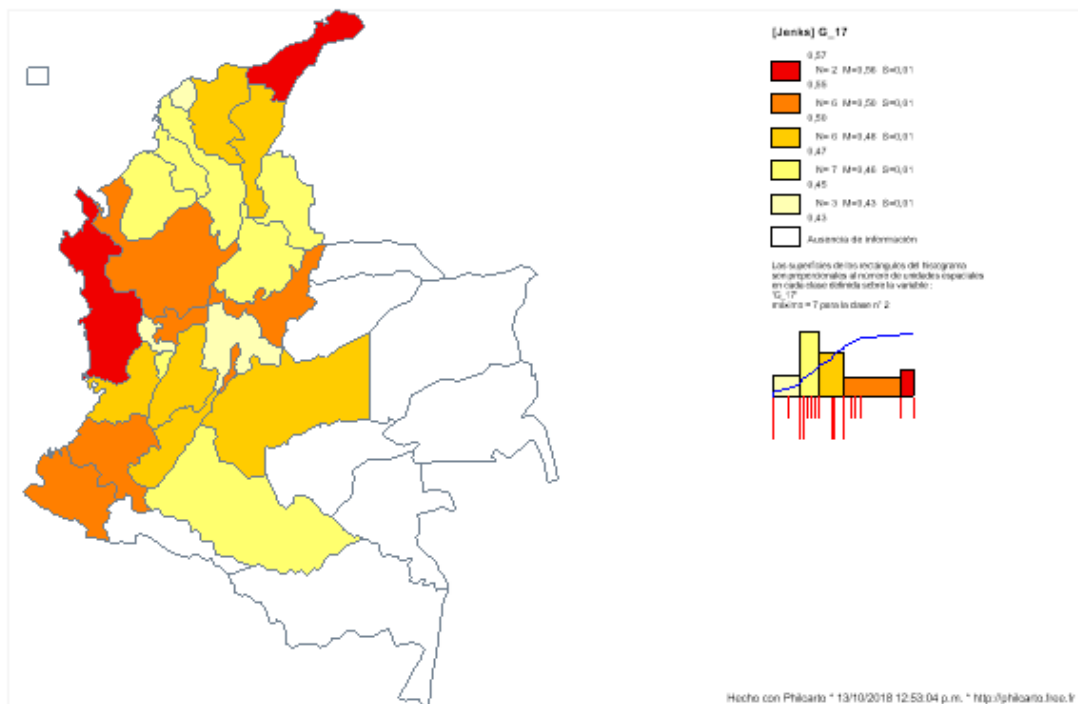 [Jenks] G_17
0,57
N= 2 M=0,56 S=0,01
0,55
N= 5 M=0,50 S=0,01
0,50
N= 6 M=0,48 S=0,01
0,47
N= 7 M=0,46 S=0,01
0,45
N= 3 M=0,43 S=0,01
0,43
Ausencia de información
Las superficies de los rectángulos del histograma
son proporcionales al número de unidades espaciales
en cada clase definida sobre la variable :
'G_17'
máximo = 7 para la clase n° 2
Hecho con Philcarto * 13/10/2018 12:53:04 p.m. * http://philcarto.free.fr